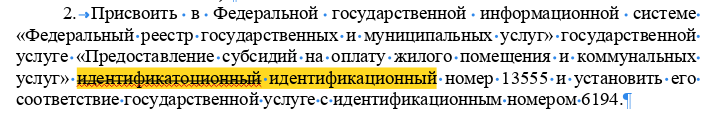 2.→Присвоить в Федеральной государственной информационной системе
«Федеральный реестр государственных и муниципальных услуг» государственной
услуге «Предоставление субсидий на оплату жилого помещения и коммунальных
услуг» идентификатоционный идентификационный номер 13555 и установить его
соответствие государственной услуге с идентификационным номером 6194.¶